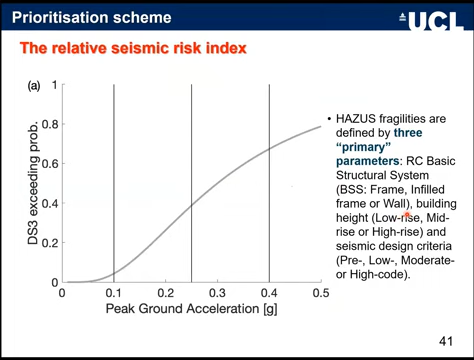 Prioritisation scheme
UCL
The relative seismic risk index
(a)
1
0.8
0.6
0.4
0.2
0
DS3 exceeding prob.
0 0.1 0.2 0.3 0.4 0.5
Peak Ground Acceleration [g]
• HAZUS fragilities are
defined by three
"primary"
parameters: RC Basic
Structural System
(BSS: Frame, Infilled
frame or Wall), building
height (Low-rise, Mid-
rise or High-rise) and
seismic design criteria
(Pre-, Low-, Moderate-
or High-code).
41